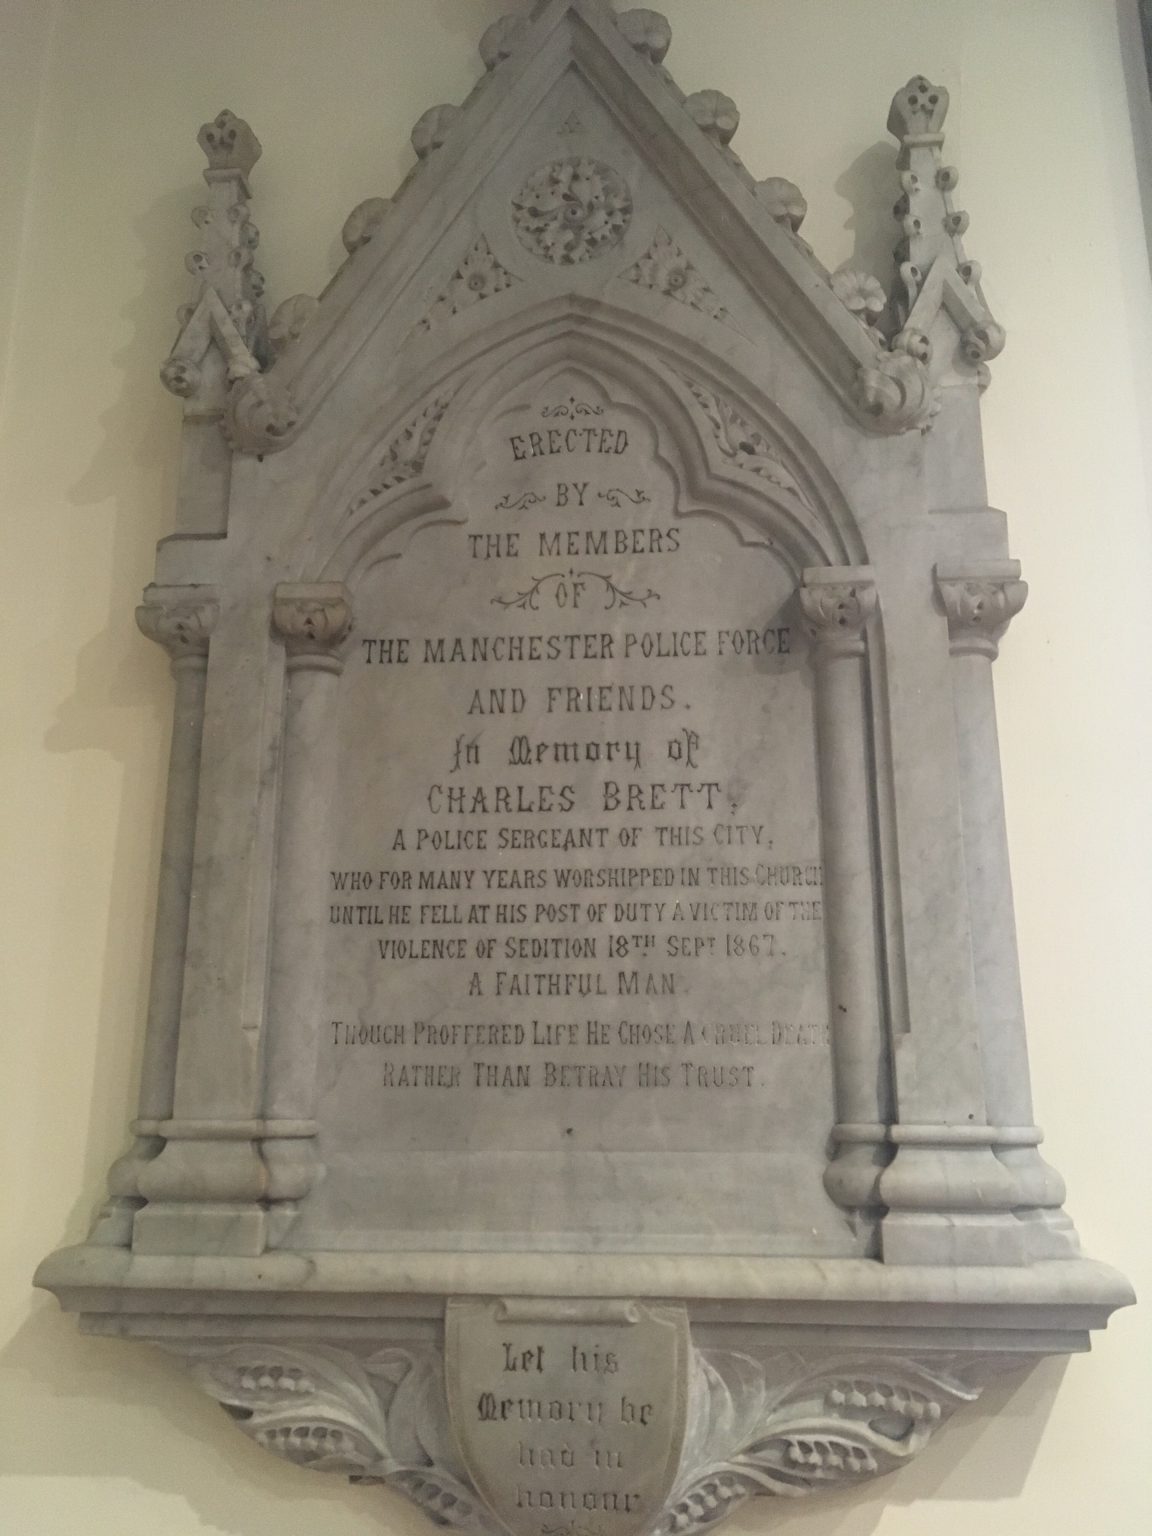 ERECTED
BY
THE MEMBERS
OF
THE MANCHESTER POLICE FORCE
AND FRIENDS.
In Memory of
CHARLES BRETT,
A POLICE SERGEANT OF THIS CITY,
WHO FOR MANY YEARS WORSHIPPED IN THIS CHURCH
UNTIL HE FELL AT HIS POST OF DUTY A VICTIM OF THE
VIOLENCE OF SEDITION 18TH SEPT 1867.
A FAITHFUL MAN.
THOUGH PROFFERED LIFE HE CHOSE A CRUEL DEATH
RATHER THAN BETRAY HIS TRUST.
Let his
Memory be
had in
honour